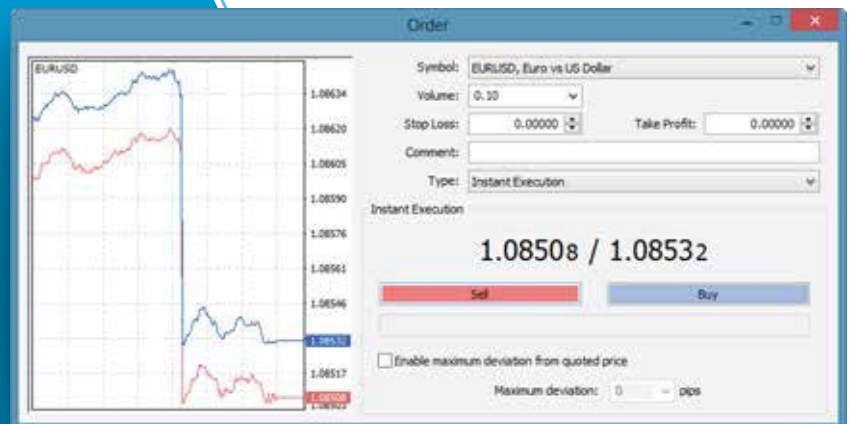 Order
EURUSD
1.08634
1.08620
1.08605
1.08590
1.08576
1.08561
1.08546
1.08532
1.08517
1.08508
1.08503
Symbol: EURUSD, Euro vs US Dollar
Volume: 0.10
Stop Loss: 0.00000 Take Profit: 0.00000
Comment:
Type: Instant Execution
Instant Execution
1.08508 / 1.08532
Sell Buy
Enable maximum deviation from quoted price
Maximum deviation: 0 pips